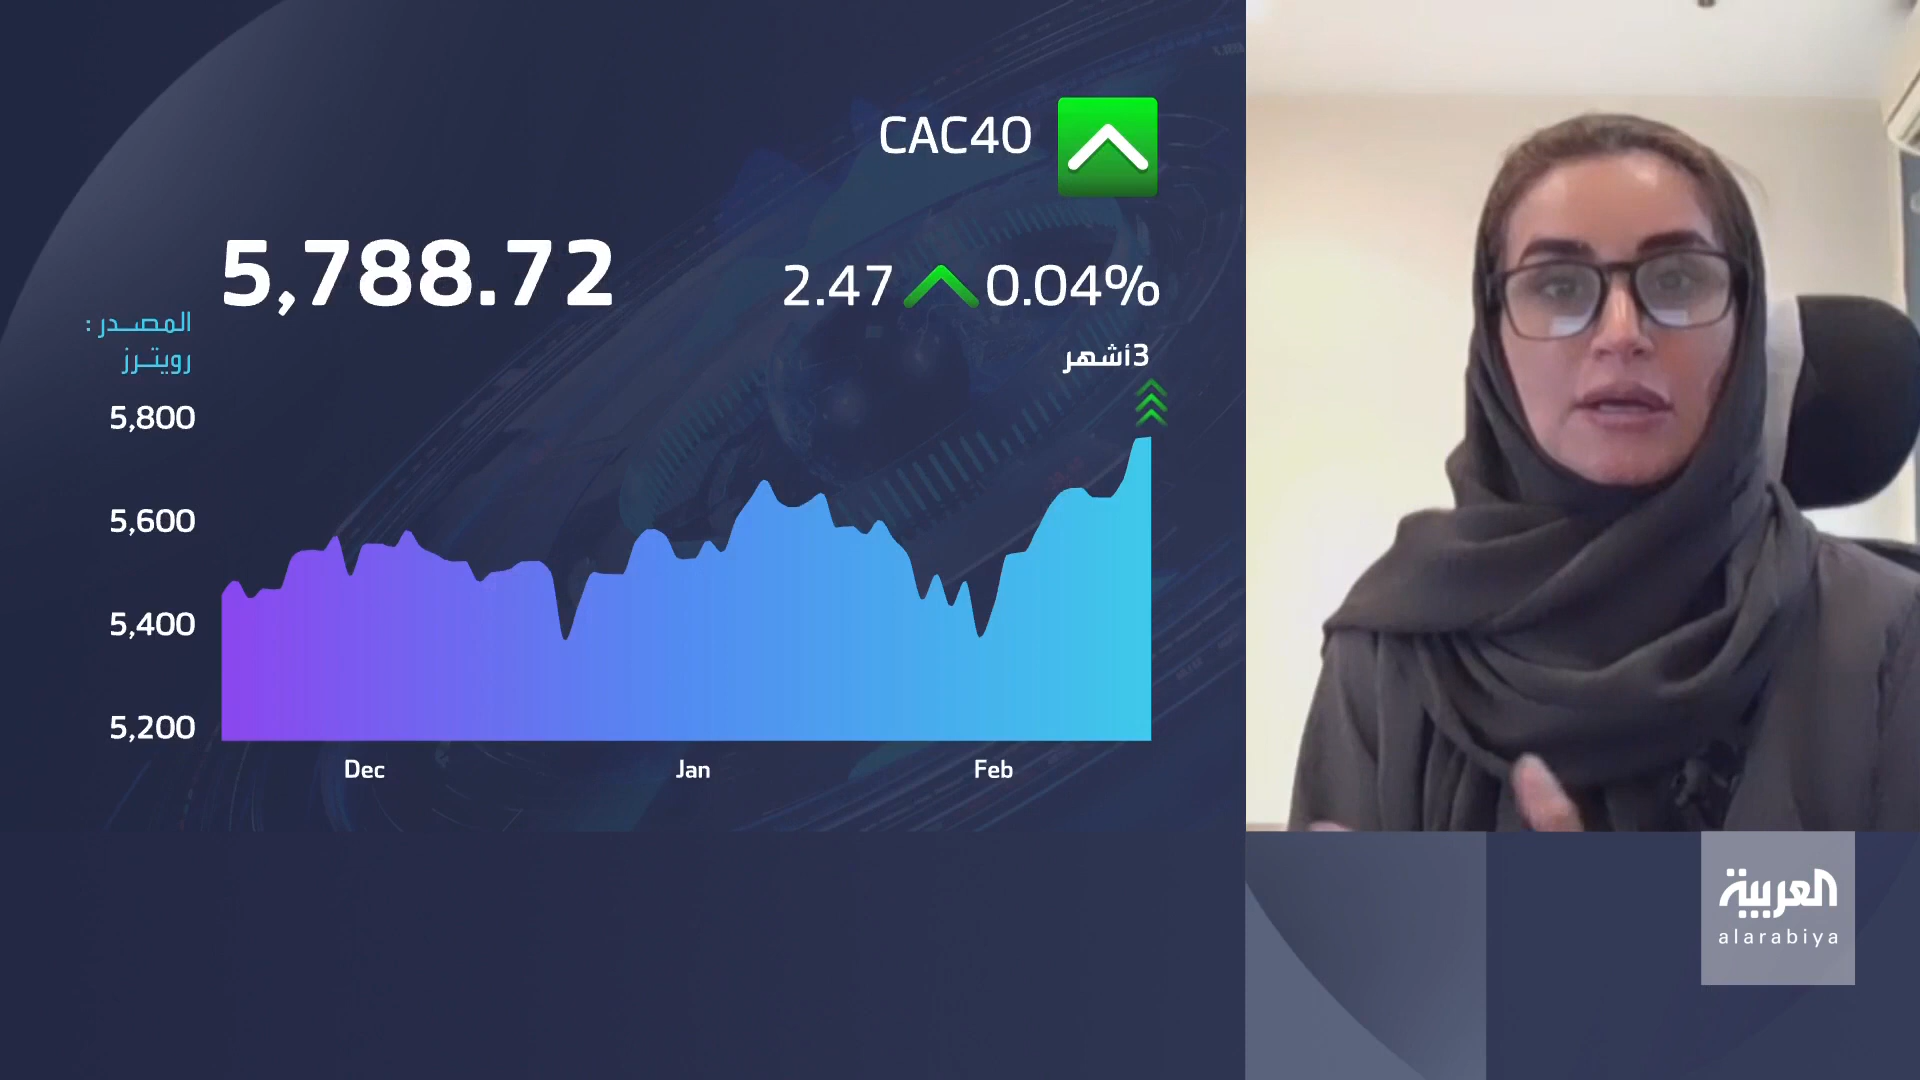 CAC40
5,788.72
2.47 0.04%
المصدر :
رويترز
3أشهر
5,800
5,600
5,400
5,200
Dec Jan Feb
العربية
alarabiya